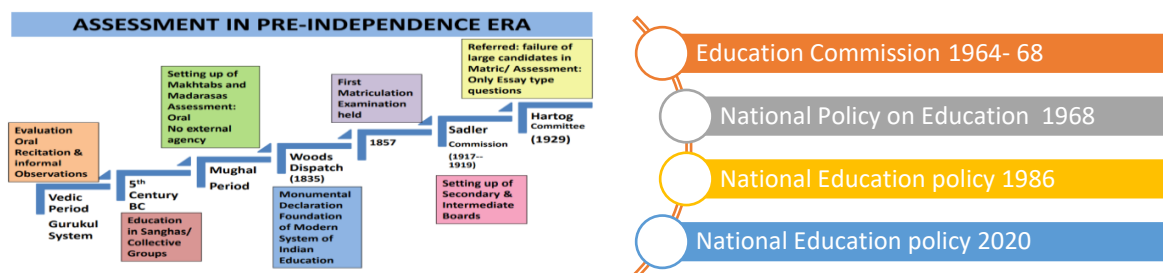 ASSESSMENT IN PRE-INDEPENDENCE ERA
Evaluation
Oral
Recitation &
informal
Observations
Vedic
Period
Gurukul
System
5th
Century
BC
Education
in Sanghas/
Collective
Groups
Setting up of
Makhtabs and
Madarasas
Assessment:
Oral
No external
agency
Mughal
Period
Woods
Dispatch
(1835)
Monumental
Declaration
Foundation
of Modern
System of
Indian
Education
First
Matriculation
Examination
held
1857
Sadler
Commission
(1917--
1919)
Setting up of
Secondary &
Intermediate
Boards
Referred: failure of
large candidates in
Matric/ Assessment:
Only Essay type
questions
Hartog
Committee
(1929)
Education Commission 1964- 68
National Policy on Education 1968
National Education policy 1986
National Education policy 2020